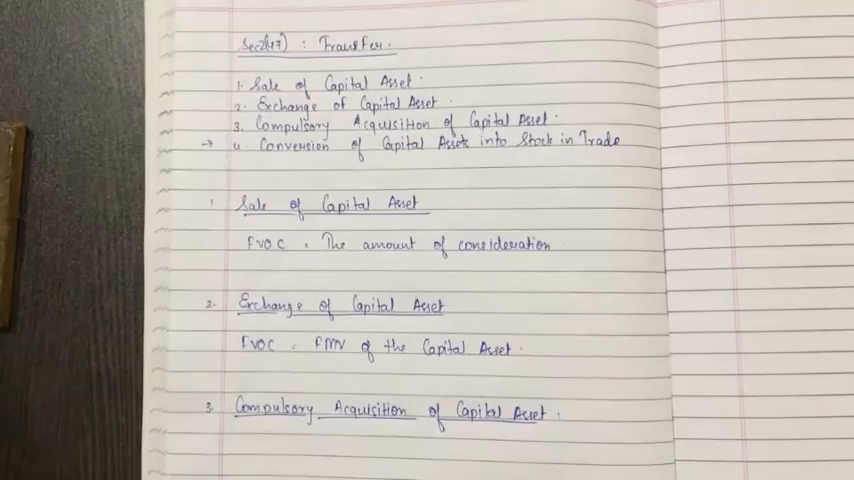 Sec2(47) : Transfer.
1. Sale of Capital Asset.
2. Exchange of Capital Asset.
3. Compulsory Acquisition of Capital Asset.
→ 4. Conversion of Capital Assets into Stock in Trade
1. Sale of Capital Asset
FVOC = The amount of consideration
2. Exchange of Capital Asset
FVOC = FMV of the Capital Asset.
3. Compulsory Acquisition of Capital Asset.